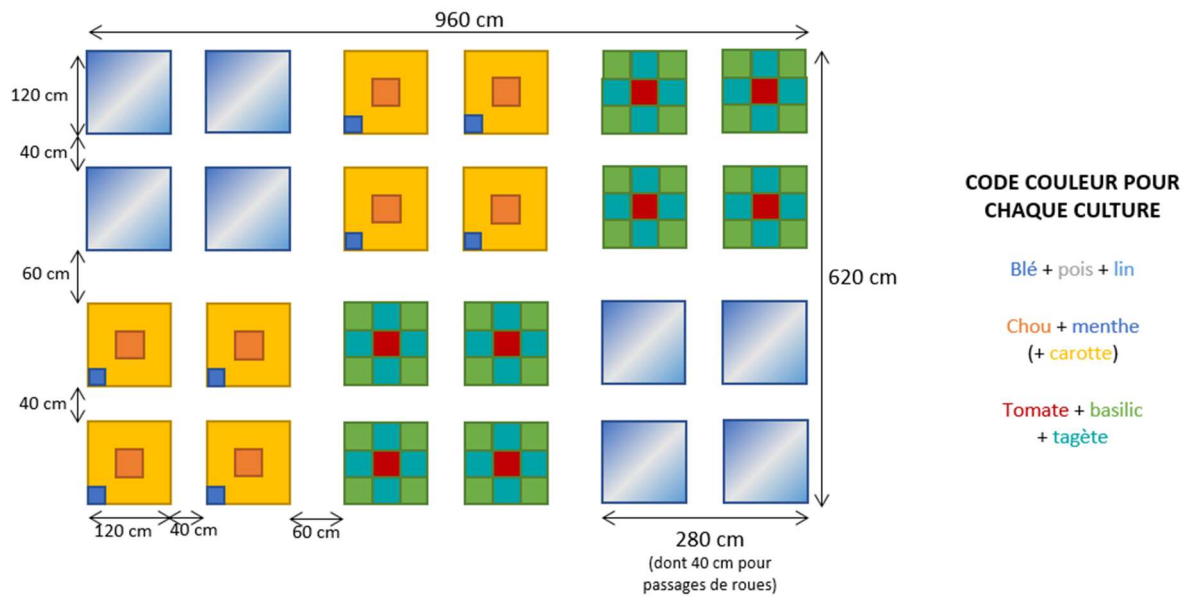 960 cm
120 cm
40 cm
60 cm
620 cm
40 cm
120 cm
40 cm
60 cm
280 cm
(dont 40 cm pour
passages de roues)
CODE COULEUR POUR
CHAQUE CULTURE
Blé + pois + lin
Chou + menthe
(+ carotte)
Tomate + basilic
+ tagète